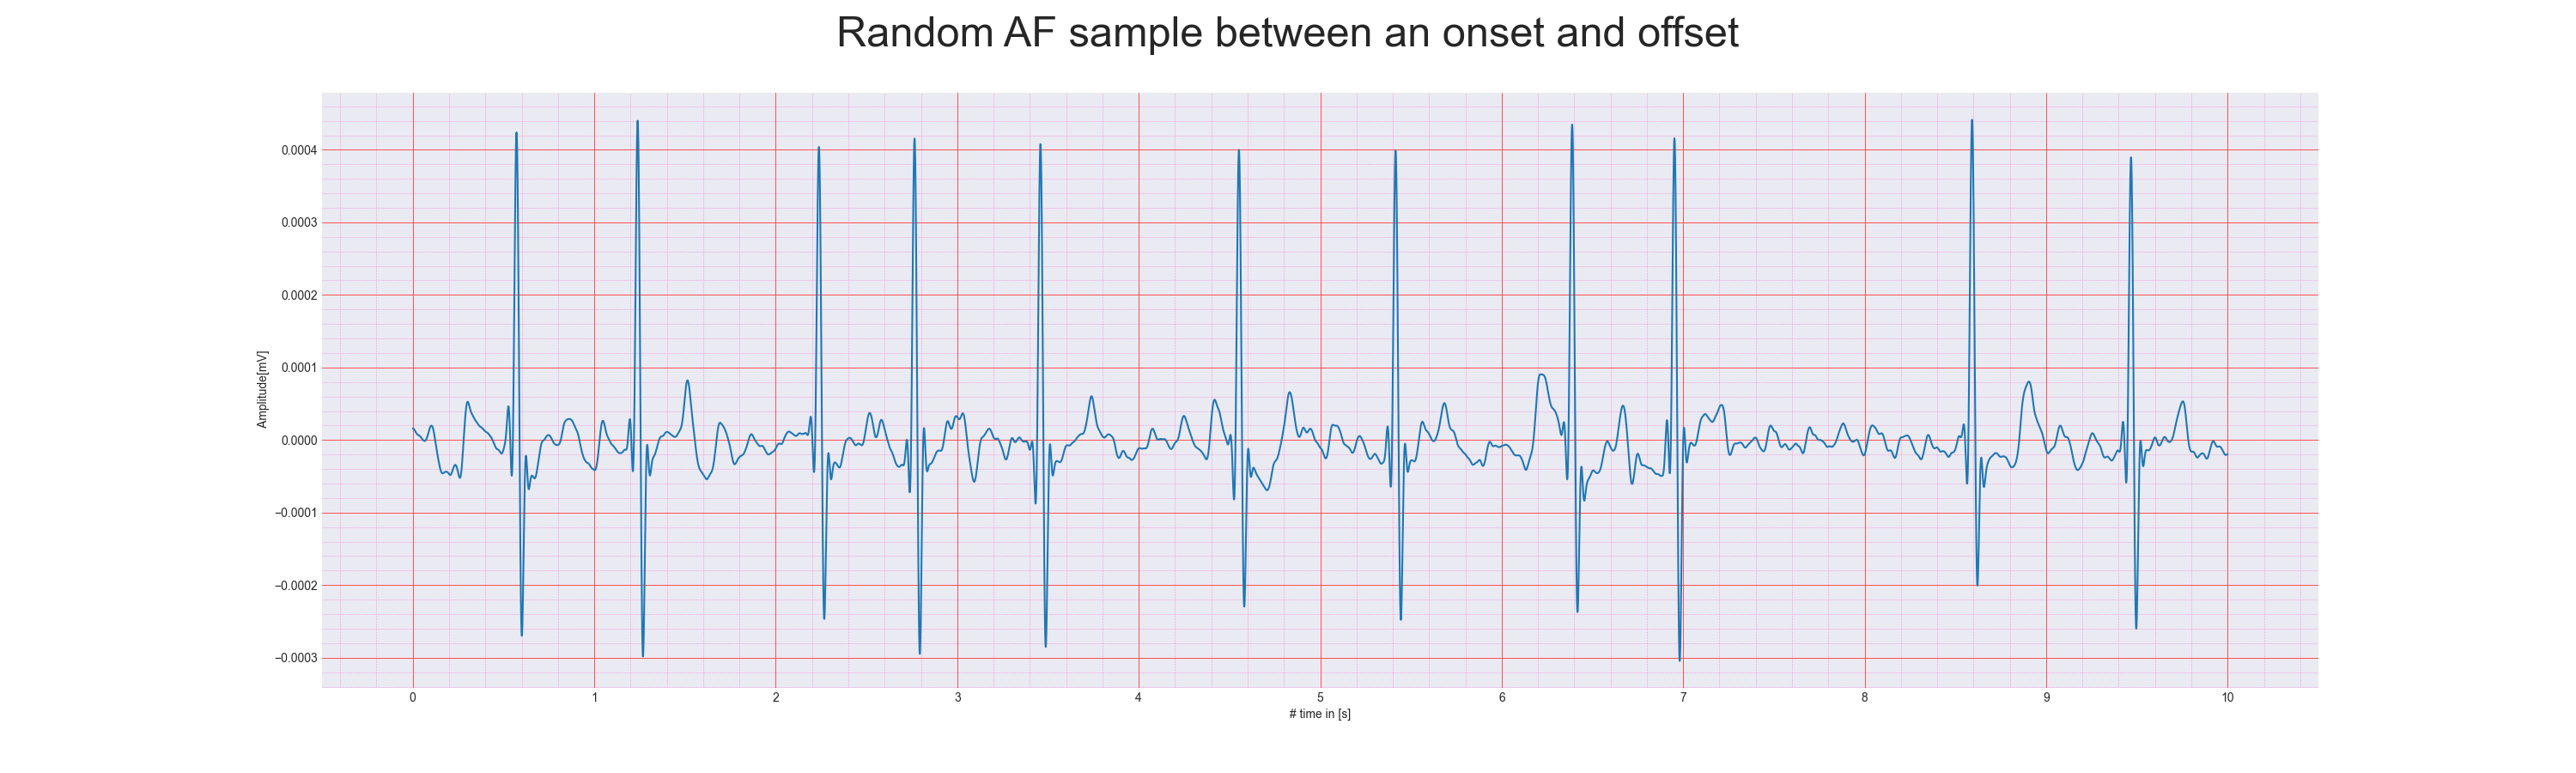 Random AF sample between an onset and offset
0.0004
0.0003
0.0002
0.0001
0.0000
−0.0001
−0.0002
−0.0003
Amplitude[mV]
0 1 2 3 4 5 6 7 8 9 10
# time in [s]